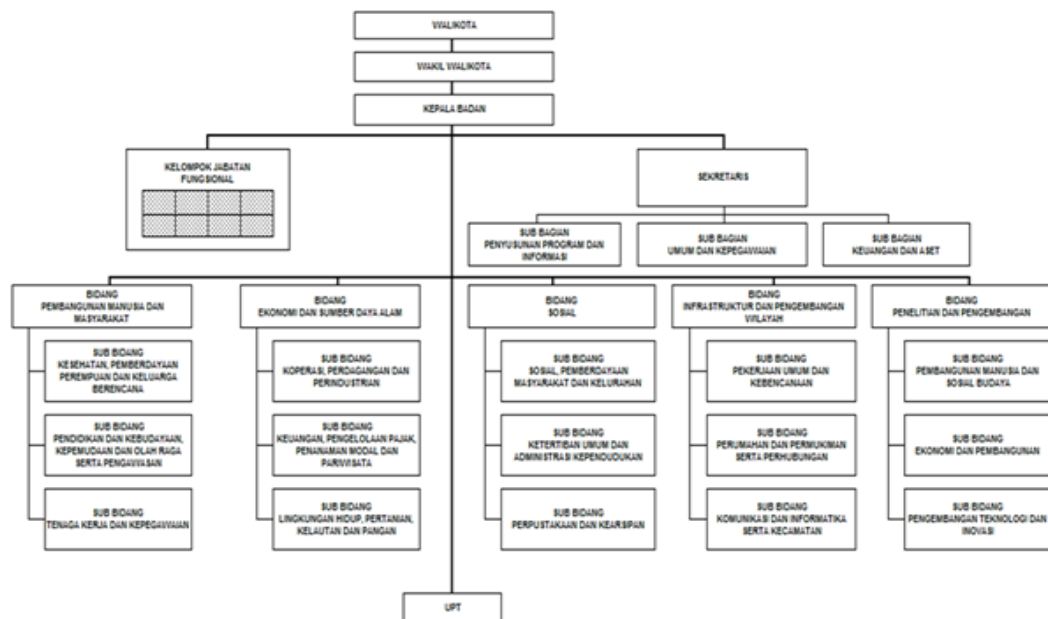 WALIKOTA
WAKIL WALIKOTA
KEPALA BADAN
KELOMPOK JABATAN
FUNGSIONAL
SEKRETARIS
SUB BAGIAN
PENYUSUNAN PROGRAM DAN
INFORMASI
SUB BAGIAN
UMUM DAN KEPEGAWAIAN
SUB BAGIAN
KEUANGAN DAN ASET
BIDANG
PEMBANGUNAN MANUSIA DAN
MASYARAKAT
BIDANG
EKONOMI DAN SUMBER DAYA ALAM
BIDANG
SOSIAL
BIDANG
INFRASTRUKTUR DAN PENGEMBANGAN
WILAYAH
BIDANG
PENELITIAN DAN PENGEMBANGAN
SUB BIDANG
KESEHATAN, PEMBERDAYAAN
PEREMPUAN DAN KELUARGA
BERENCANA
SUB BIDANG
KOPERASI, PERDAGANGAN DAN
PERINDUSTRIAN
SUB BIDANG
SOSIAL, PEMBERDAYAAN
MASYARAKAT DAN KELURAHAN
SUB BIDANG
PEKERJAAN UMUM DAN
KEBENCANAAN
SUB BIDANG
PEMBANGUNAN MANUSIA DAN
SOSIAL BUDAYA
SUB BIDANG
PENDIDIKAN DAN KEBUDAYAAN,
KEPEMUDAAN DAN OLAH RAGA
SERTA PENGAWASAN
SUB BIDANG
KEUANGAN, PENGELOLAAN PAJAK,
PENANAMAN MODAL DAN
PARIWISATA
SUB BIDANG
KETERTIBAN UMUM DAN
ADMINISTRASI KEPENDUDUKAN
SUB BIDANG
PERUMAHAN DAN PERMUKIMAN
SERTA PERHUBUNGAN
SUB BIDANG
EKONOMI DAN PEMBANGUNAN
SUB BIDANG
TENAGA KERJA DAN KEPEGAWAIAN
SUB BIDANG
LINGKUNGAN HIDUP, PERTANIAN,
KELAUTAN DAN PANGAN
SUB BIDANG
PERPUSTAKAAN DAN KEARSIPAN
SUB BIDANG
KOMUNIKASI DAN INFORMATIKA
SERTA KECAMATAN
SUB BIDANG
PENGEMBANGAN TEKNOLOGI DAN
INOVASI
UPT